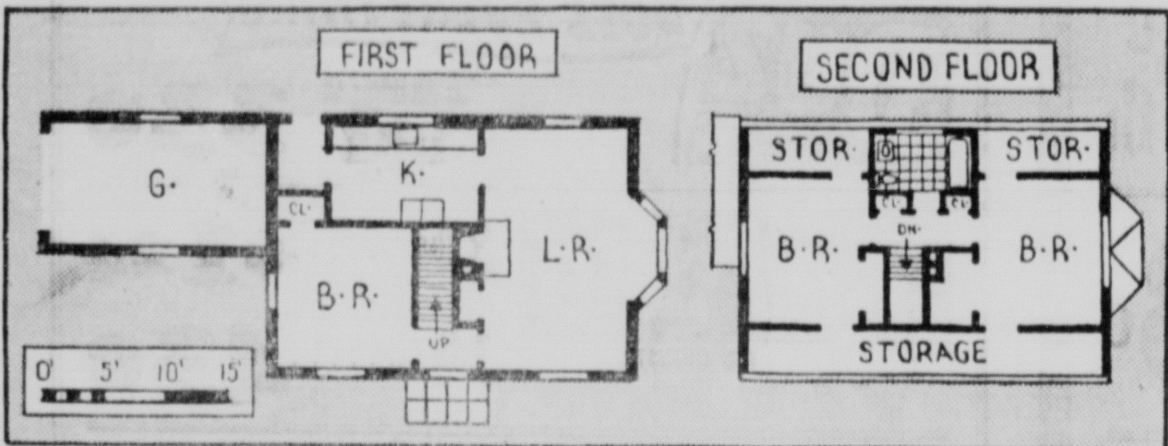 FIRST FLOOR
G.
K.
CL.
L.R.
B.R.
UP
0' 5' 10' 15'
SECOND FLOOR
STOR.
STOR.
CL.
CL.
DN.
B.R.
B.R.
STORAGE